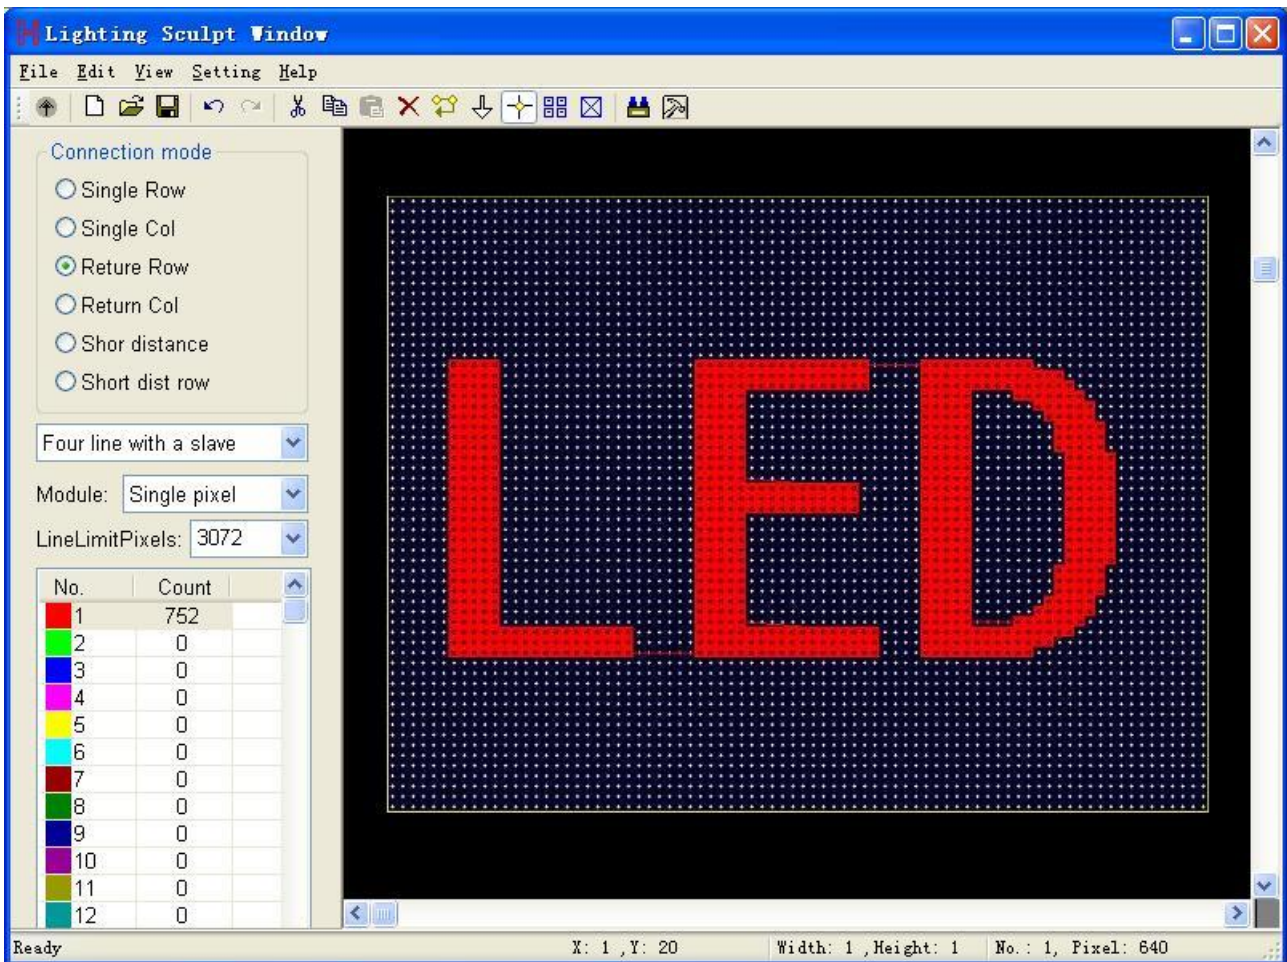 Lighting Sculpt Window
File Edit View Setting Help
Connection mode
Single Row
Single Col
Reture Row
Return Col
Shor distance
Short dist row
Four line with a slave
Module: Single pixel
LineLimitPixels: 3072
No. Count
1 752
2 0
3 0
4 0
5 0
6 0
7 0
8 0
9 0
10 0
11 0
12 0
LED
Ready X: 1 ,Y: 20 Width: 1 ,Height: 1 No.: 1, Pixel: 640